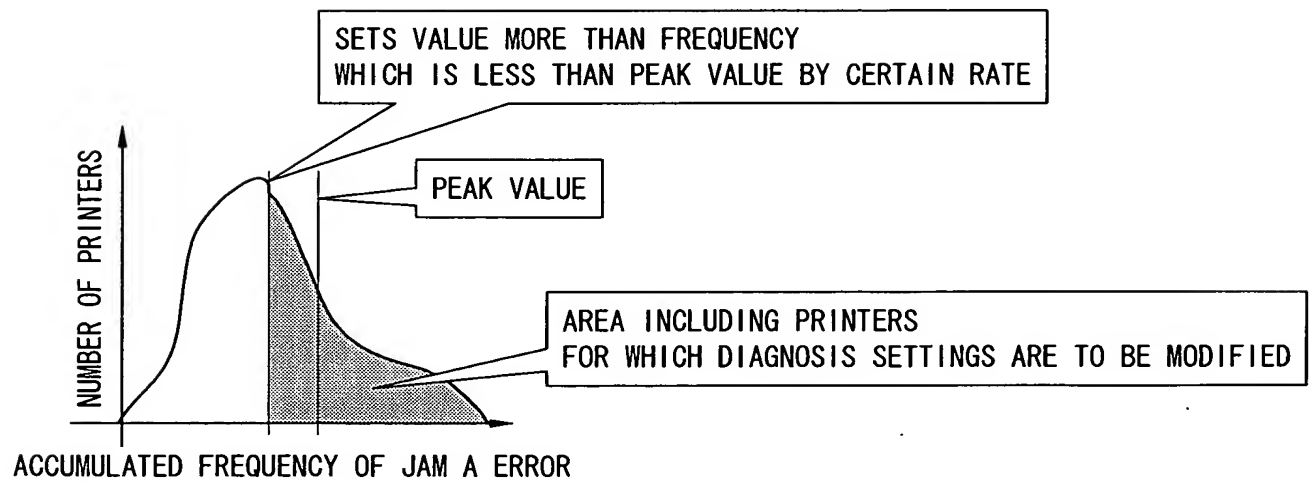 SETS VALUE MORE THAN FREQUENCY
WHICH IS LESS THAN PEAK VALUE BY CERTAIN RATE
NUMBER OF PRINTERS
PEAK VALUE
AREA INCLUDING PRINTERS
FOR WHICH DIAGNOSIS SETTINGS ARE TO BE MODIFIED
ACCUMULATED FREQUENCY OF JAM A ERROR